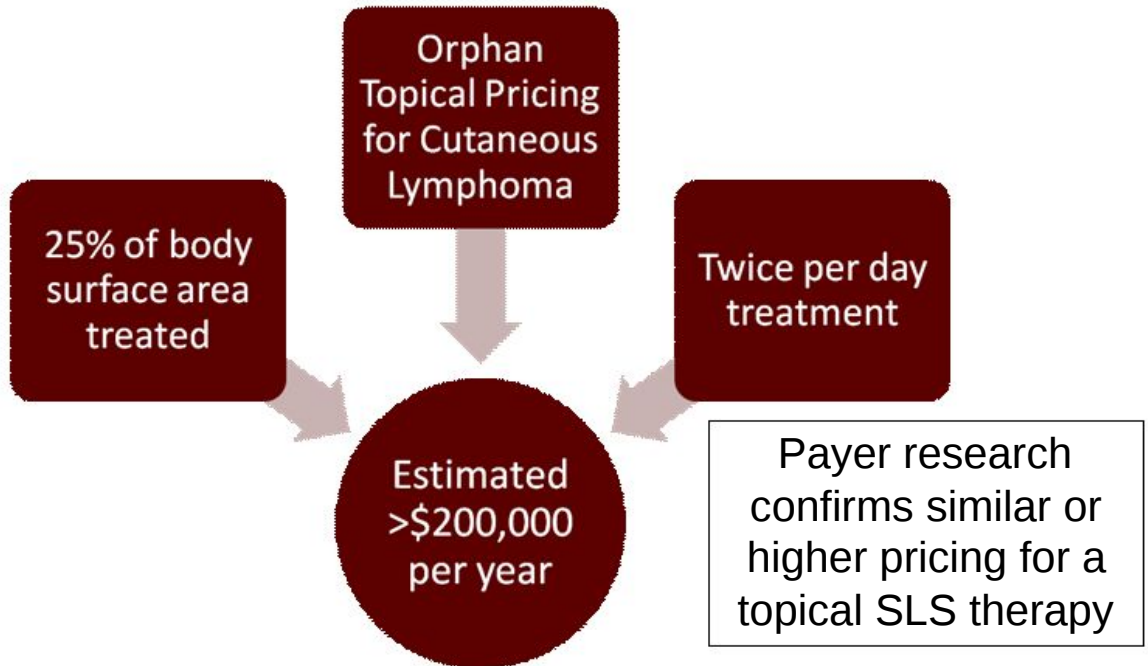 Orphan
Topical Pricing
for Cutaneous
Lymphoma
25% of body
surface area
treated
Twice per day
treatment
Estimated
>$200,000
per year
Payer research
confirms similar or
higher pricing for a
topical SLS therapy